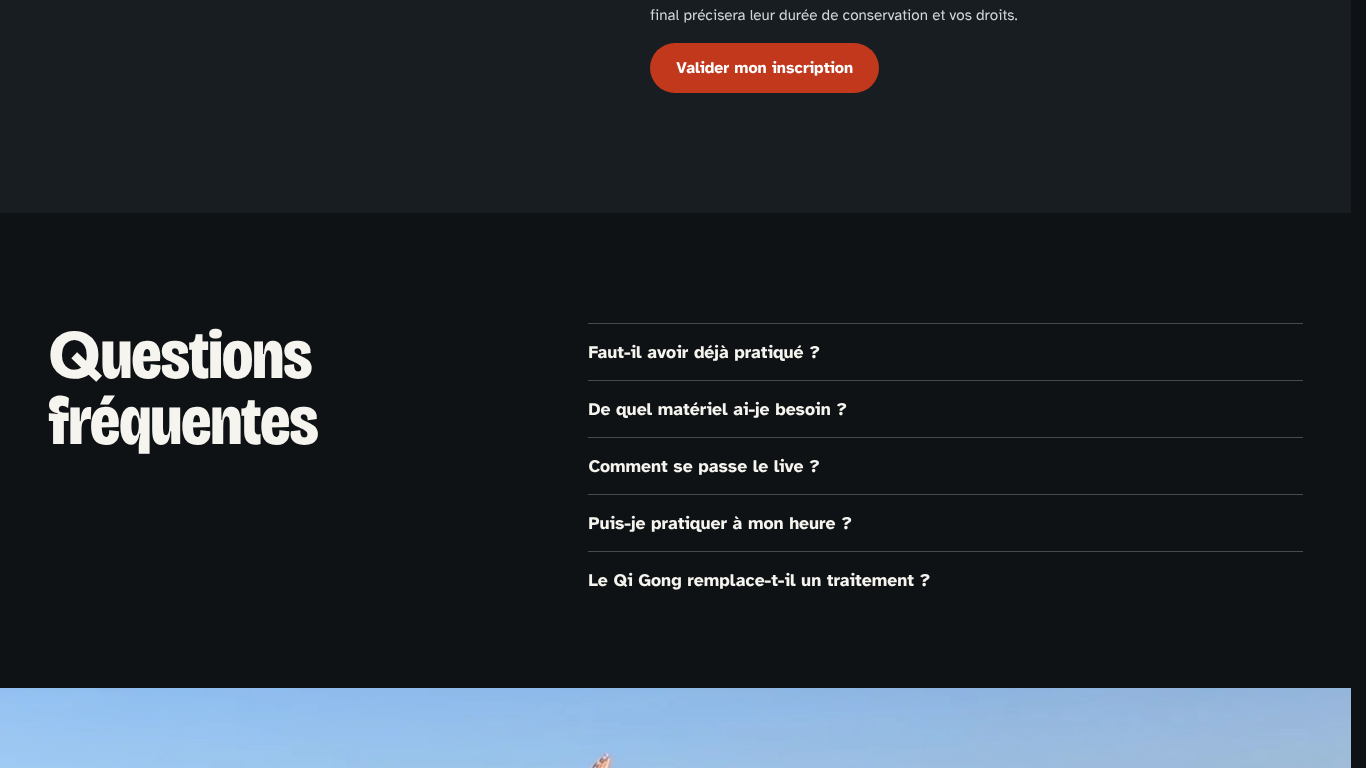 final précisera leur durée de conservation et vos droits.
Valider mon inscription
Questions
fréquentes
Faut-il avoir déjà pratiqué ?
De quel matériel ai-je besoin ?
Comment se passe le live ?
Puis-je pratiquer à mon heure ?
Le Qi Gong remplace-t-il un traitement ?